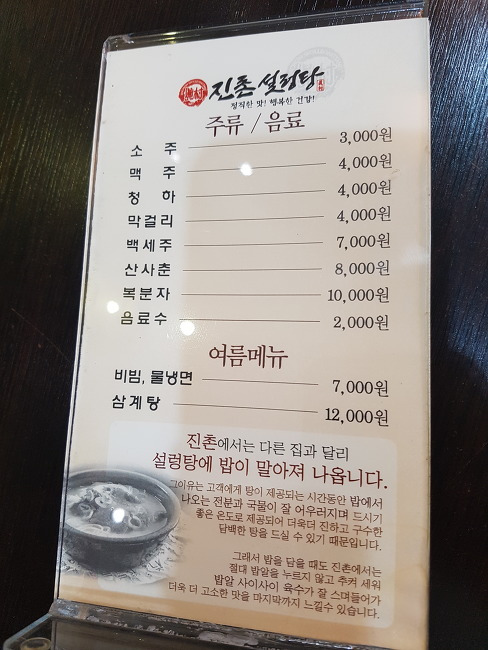 진촌 설렁탕
정직한 맛! 행복한 건강!
주류 / 음료
소 주 3,000원
맥 주 4,000원
청 하 4,000원
막걸리 4,000원
백세주 7,000원
산사춘 8,000원
복분자 10,000원
음료수 2,000원
여름메뉴
비빔, 물냉면 7,000원
삼계탕 12,000원
진촌에서는 다른 집과 달리
설렁탕에 밥이 말아져 나옵니다.
그이유는 고객에게 탕이 제공되는 시간동안 밥에서
나오는 전분과 국물이 잘 어우러지며 드시기
좋은 온도로 제공되어 더욱더 진하고 구수한
담백한 탕을 드실 수 있기 때문입니다.
그래서 밥을 담을 때도 진촌에서는
절대 밥알을 누르지 않고 추켜 세워
밥알 사이사이 육수가 잘 스며들어가
더욱 더 고소한 맛을 마지막까지 느낄수 있습니다.